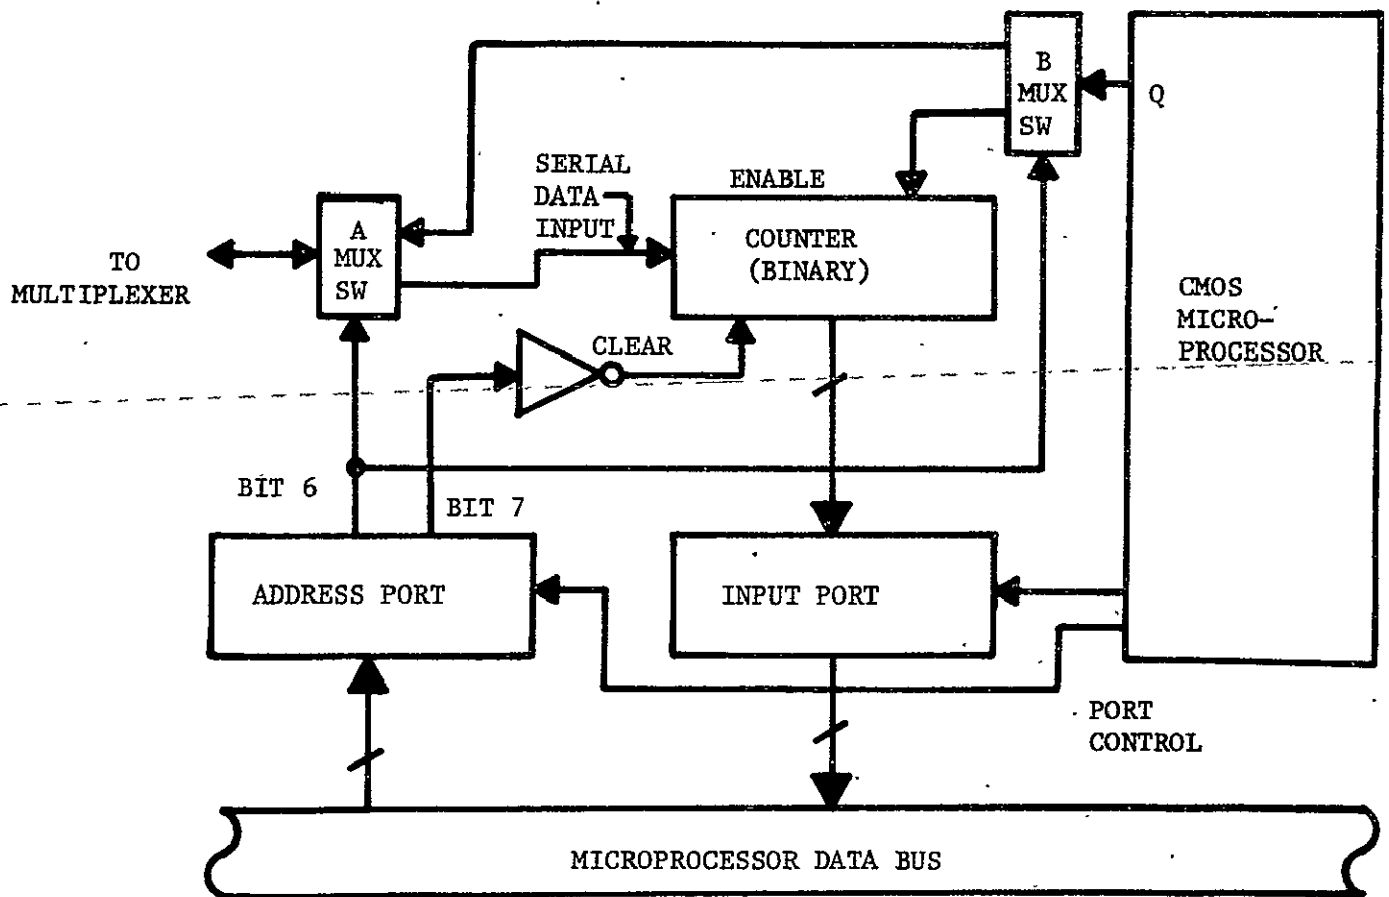 B
MUX
SW
Q
SERIAL
DATA
INPUT
ENABLE
A
MUX
SW
COUNTER
(BINARY)
TO
MULTIPLEXER
CMOS
MICRO-
PROCESSOR
CLEAR
BIT 6
BIT 7
ADDRESS PORT
INPUT PORT
PORT
CONTROL
MICROPROCESSOR DATA BUS